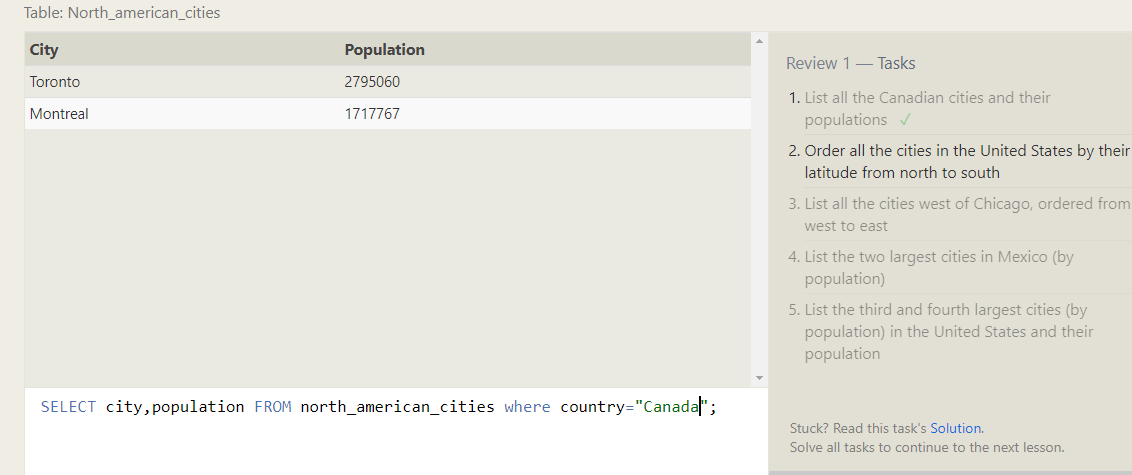 Table: North_american_cities
City Population
Toronto 2795060
Montreal 1717767
SELECT city,population FROM north_american_cities where country="Canada";
Review 1 — Tasks
1. List all the Canadian cities and their
populations ✓
2. Order all the cities in the United States by their
latitude from north to south
3. List all the cities west of Chicago, ordered from
west to east
4. List the two largest cities in Mexico (by
population)
5. List the third and fourth largest cities (by
population) in the United States and their
population
Stuck? Read this task's Solution.
Solve all tasks to continue to the next lesson.